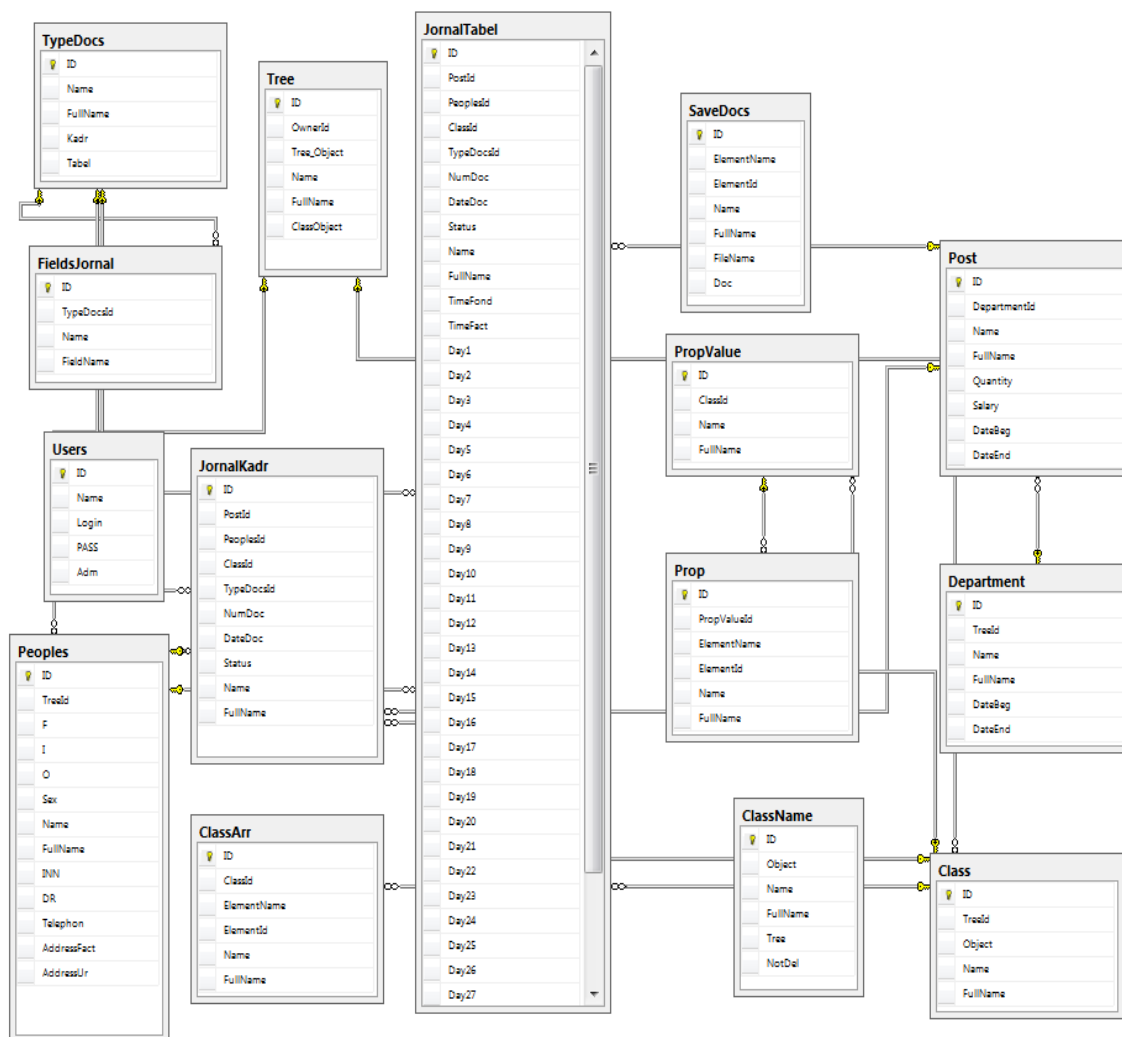 TypeDocs
ID
Name
FullName
Kadr
Tabel
Tree
ID
OwnerId
Tree_Object
Name
FullName
ClassObject
JornalTabel
ID
PostId
PeoplesId
ClassId
TypeDocsId
NumDoc
DateDoc
Status
Name
FullName
TimeFond
TimeFact
Day1
Day2
Day3
Day4
Day5
Day6
Day7
Day8
Day9
Day10
Day11
Day12
Day13
Day14
Day15
Day16
Day17
Day18
Day19
Day20
Day21
Day22
Day23
Day24
Day25
Day26
Day27
SaveDocs
ID
ElementName
ElementId
Name
FullName
FileName
Doc
Post
ID
DepartmentId
Name
FullName
Quantity
Salary
DateBeg
DateEnd
FieldsJornal
ID
TypeDocsId
Name
FieldName
PropValue
ID
ClassId
Name
FullName
Users
ID
Name
Login
PASS
Adm
JornalKadr
ID
PostId
PeoplesId
ClassId
TypeDocsId
NumDoc
DateDoc
Status
Name
FullName
Prop
ID
PropValueId
ElementName
ElementId
Name
FullName
Department
ID
TreeId
Name
FullName
DateBeg
DateEnd
Peoples
ID
TreeId
F
I
O
Sex
Name
FullName
INN
DR
Telephon
AddressFact
AddressUr
ClassArr
ID
ClassId
ElementName
ElementId
Name
FullName
ClassName
ID
Object
Name
FullName
Tree
NotDel
Class
ID
TreeId
Object
Name
FullName